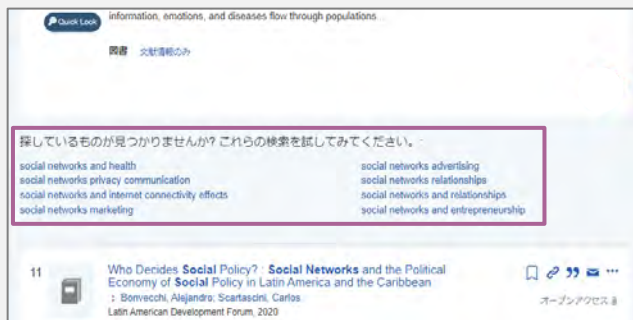 Quick Look
information, emotions, and diseases flow through populations
図書 文献情報のみ
探しているものが見つかりませんか? これらの検索を試してみてください。:
social networks and health
social networks advertising
social networks privacy communication
social networks relationships
social networks and internet connectivity effects
social networks and relationships
social networks marketing
social networks and entrepreneurship
11
Who Decides Social Policy? : Social Networks and the Political
Economy of Social Policy in Latin America and the Caribbean
: Bonvecchi, Alejandro; Scartascini, Carlos
Latin American Development Forum, 2020
オープンアクセス